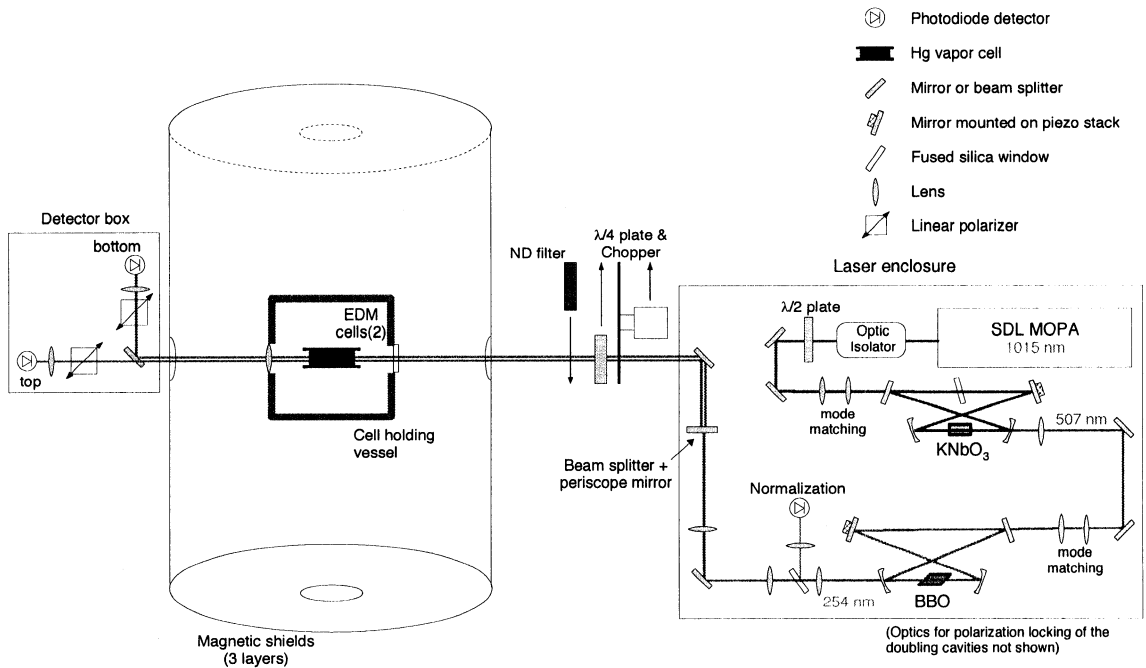 Photodiode detector
Hg vapor cell
Mirror or beam splitter
Mirror mounted on piezo stack
Fused silica window
Lens
Linear polarizer
Detector box
bottom
top
EDM
cells(2)
Cell holding
vessel
Magnetic shields
(3 layers)
ND filter
λ/4 plate &
Chopper
Beam splitter +
periscope mirror
Laser enclosure
λ/2 plate
Optic
Isolator
SDL MOPA
1015 nm
mode
matching
KNbO3
507 nm
Normalization
254 nm
BBO
mode
matching
(Optics for polarization locking of the
doubling cavities not shown)